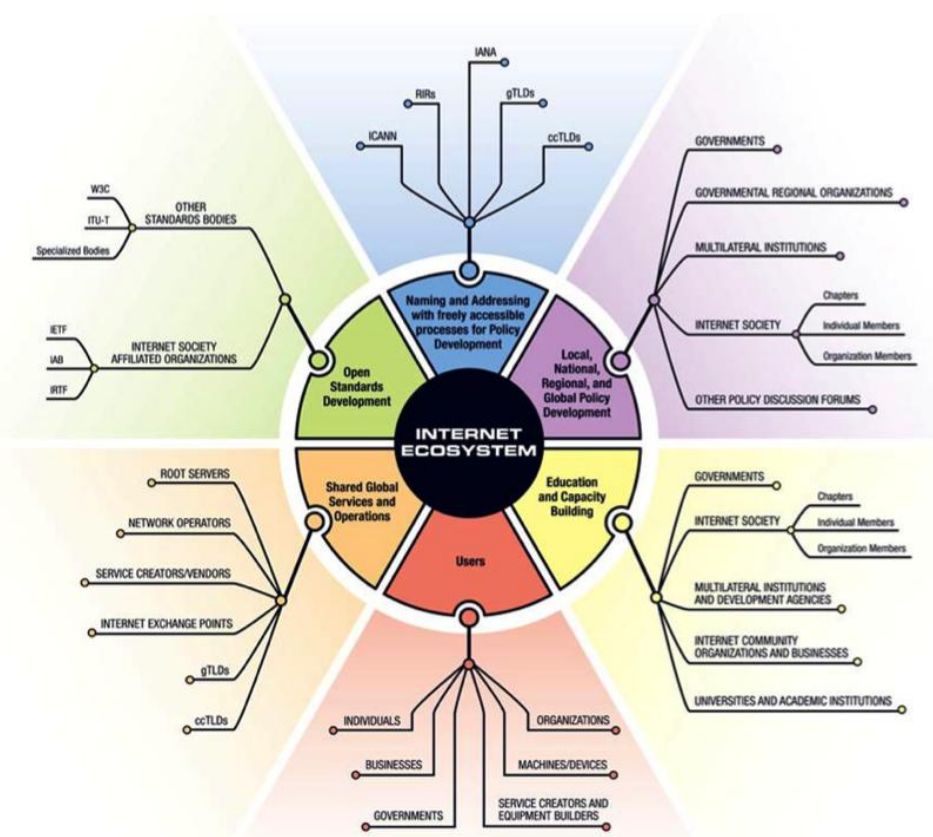 IANA
RIRs
gTLDs
ICANN
ccTLDs
W3C
ITU-T
Specialized Bodies
OTHER
STANDARDS BODIES
IETF
IAB
IRTF
INTERNET SOCIETY
AFFILIATED ORGANIZATIONS
GOVERNMENTS
GOVERNMENTAL REGIONAL ORGANIZATIONS
MULTILATERAL INSTITUTIONS
INTERNET SOCIETY
Chapters
Individual Members
Organization Members
OTHER POLICY DISCUSSION FORUMS
Naming and Addressing
with freely accessible
processes for Policy
Development
Open
Standards
Development
Local,
National,
Regional, and
Global Policy
Development
INTERNET
ECOSYSTEM
Shared Global
Services and
Operations
Education
and Capacity
Building
Users
ROOT SERVERS
NETWORK OPERATORS
SERVICE CREATORS/VENDORS
INTERNET EXCHANGE POINTS
gTLDs
ccTLDs
GOVERNMENTS
INTERNET SOCIETY
Chapters
Individual Members
Organization Members
MULTILATERAL INSTITUTIONS
AND DEVELOPMENT AGENCIES
INTERNET COMMUNITY
ORGANIZATIONS AND BUSINESSES
UNIVERSITIES AND ACADEMIC INSTITUTIONS
INDIVIDUALS
BUSINESSES
GOVERNMENTS
ORGANIZATIONS
MACHINES/DEVICES
SERVICE CREATORS AND
EQUIPMENT BUILDERS